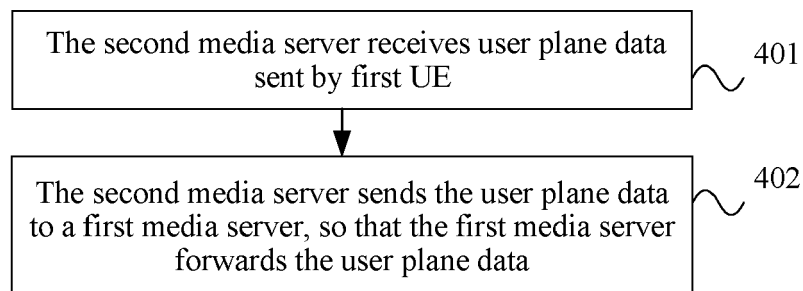 The second media server receives user plane data
sent by first UE
401
The second media server sends the user plane data
to a first media server, so that the first media server
forwards the user plane data
402